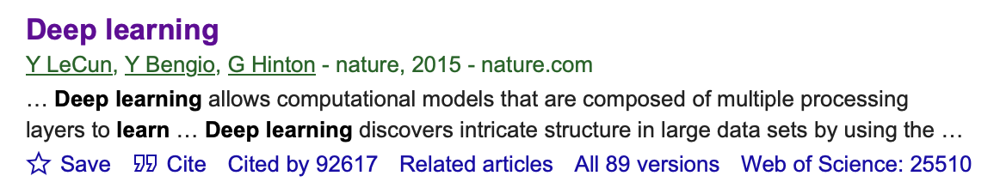 Deep learning
Y LeCun, Y Bengio, G Hinton - nature, 2015 - nature.com
… Deep learning allows computational models that are composed of multiple processing
layers to learn … Deep learning discovers intricate structure in large data sets by using the …
Save Cite Cited by 92617 Related articles All 89 versions Web of Science: 25510